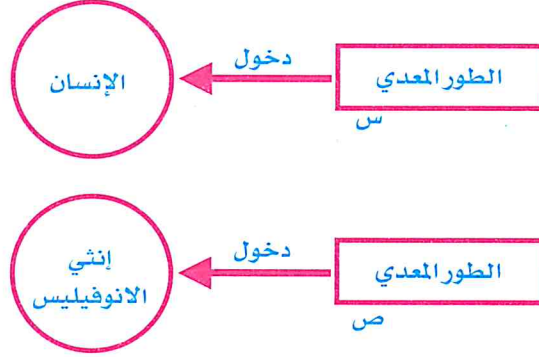 الطور المعدي
دخول
الإنسان
س
الطور المعدي
دخول
إنثي
الانوفيليس
ص